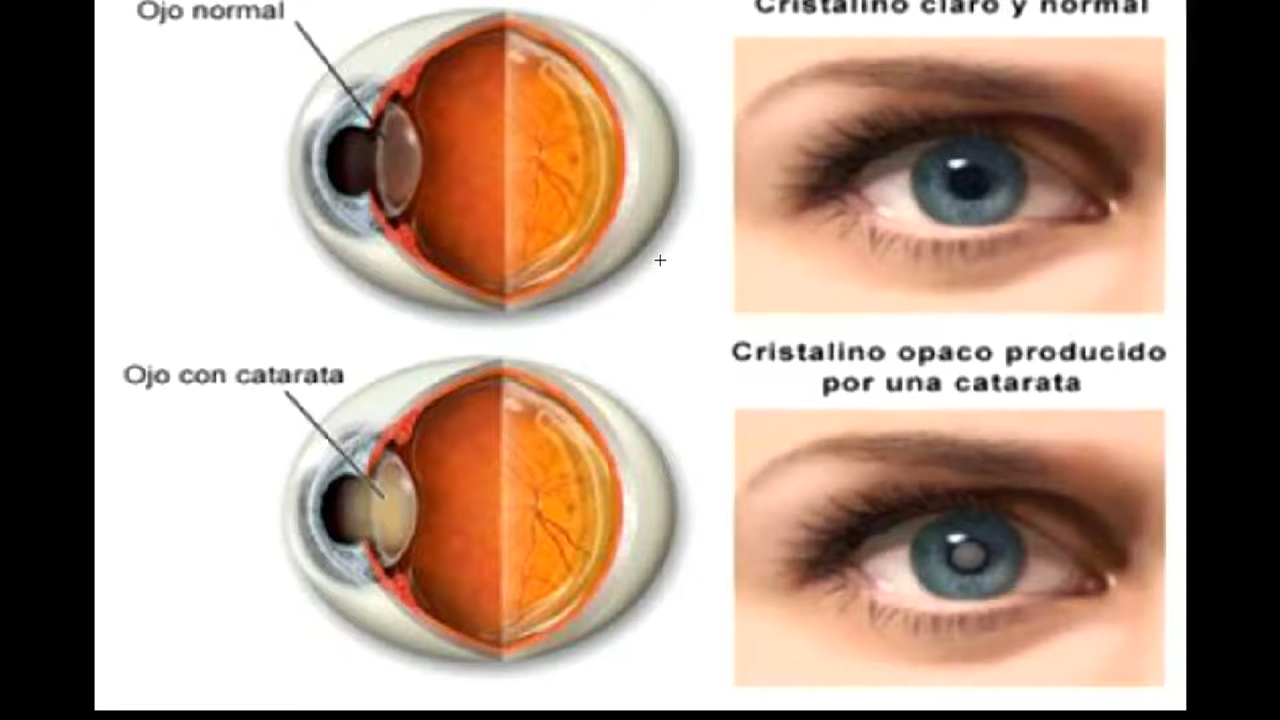 Ojo normal
Cristalino claro y normal
Ojo con catarata
Cristalino opaco producido
por una catarata